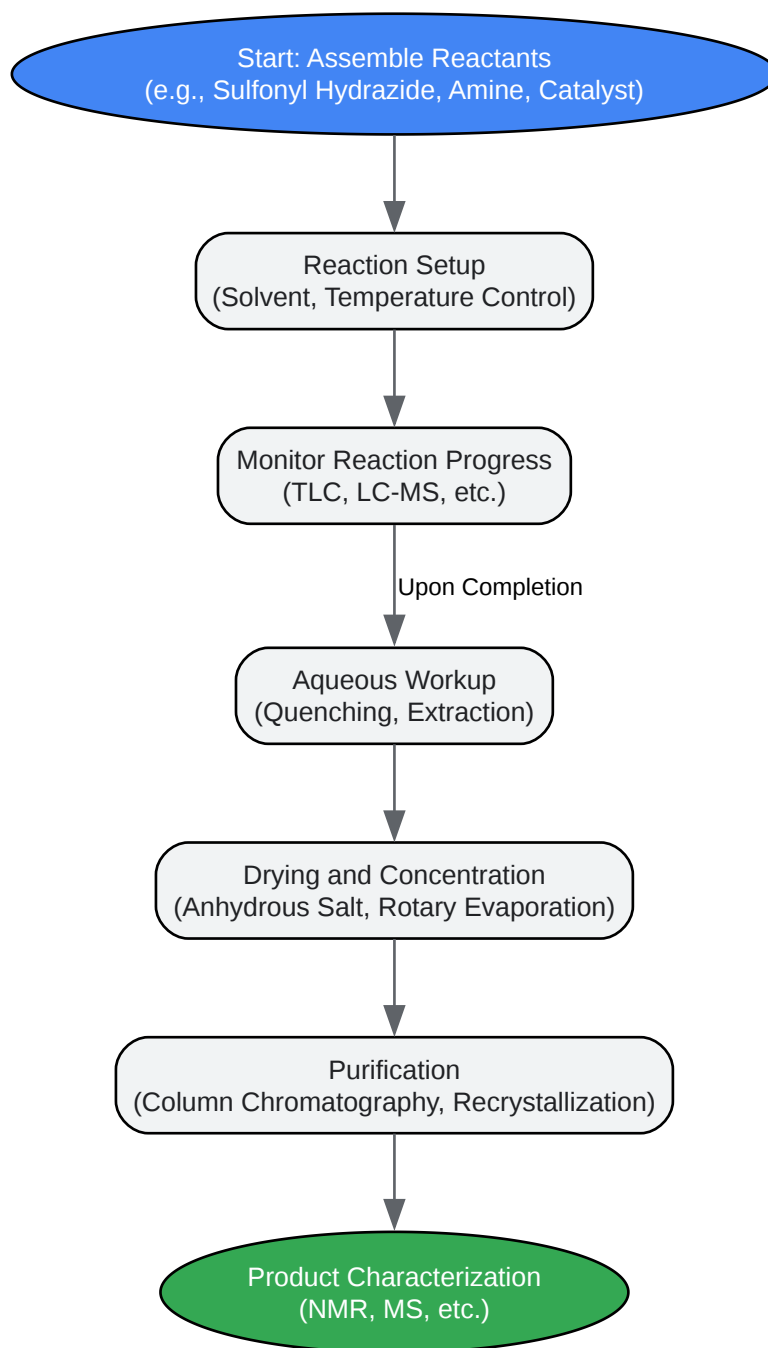 Start: Assemble Reactants
(e.g., Sulfonyl Hydrazide, Amine, Catalyst)
Reaction Setup
(Solvent, Temperature Control)
Monitor Reaction Progress
(TLC, LC-MS, etc.)
Upon Completion
Aqueous Workup
(Quenching, Extraction)
Drying and Concentration
(Anhydrous Salt, Rotary Evaporation)
Purification
(Column Chromatography, Recrystallization)
Product Characterization
(NMR, MS, etc.)